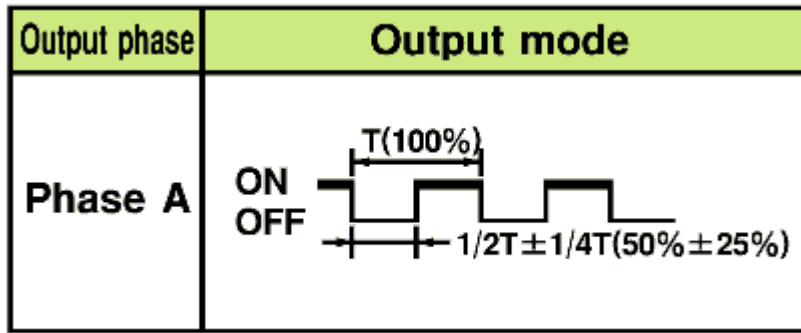 Output phase
Output mode
Phase A
T(100%)
ON
OFF
1/2T±1/4T(50%±25%)